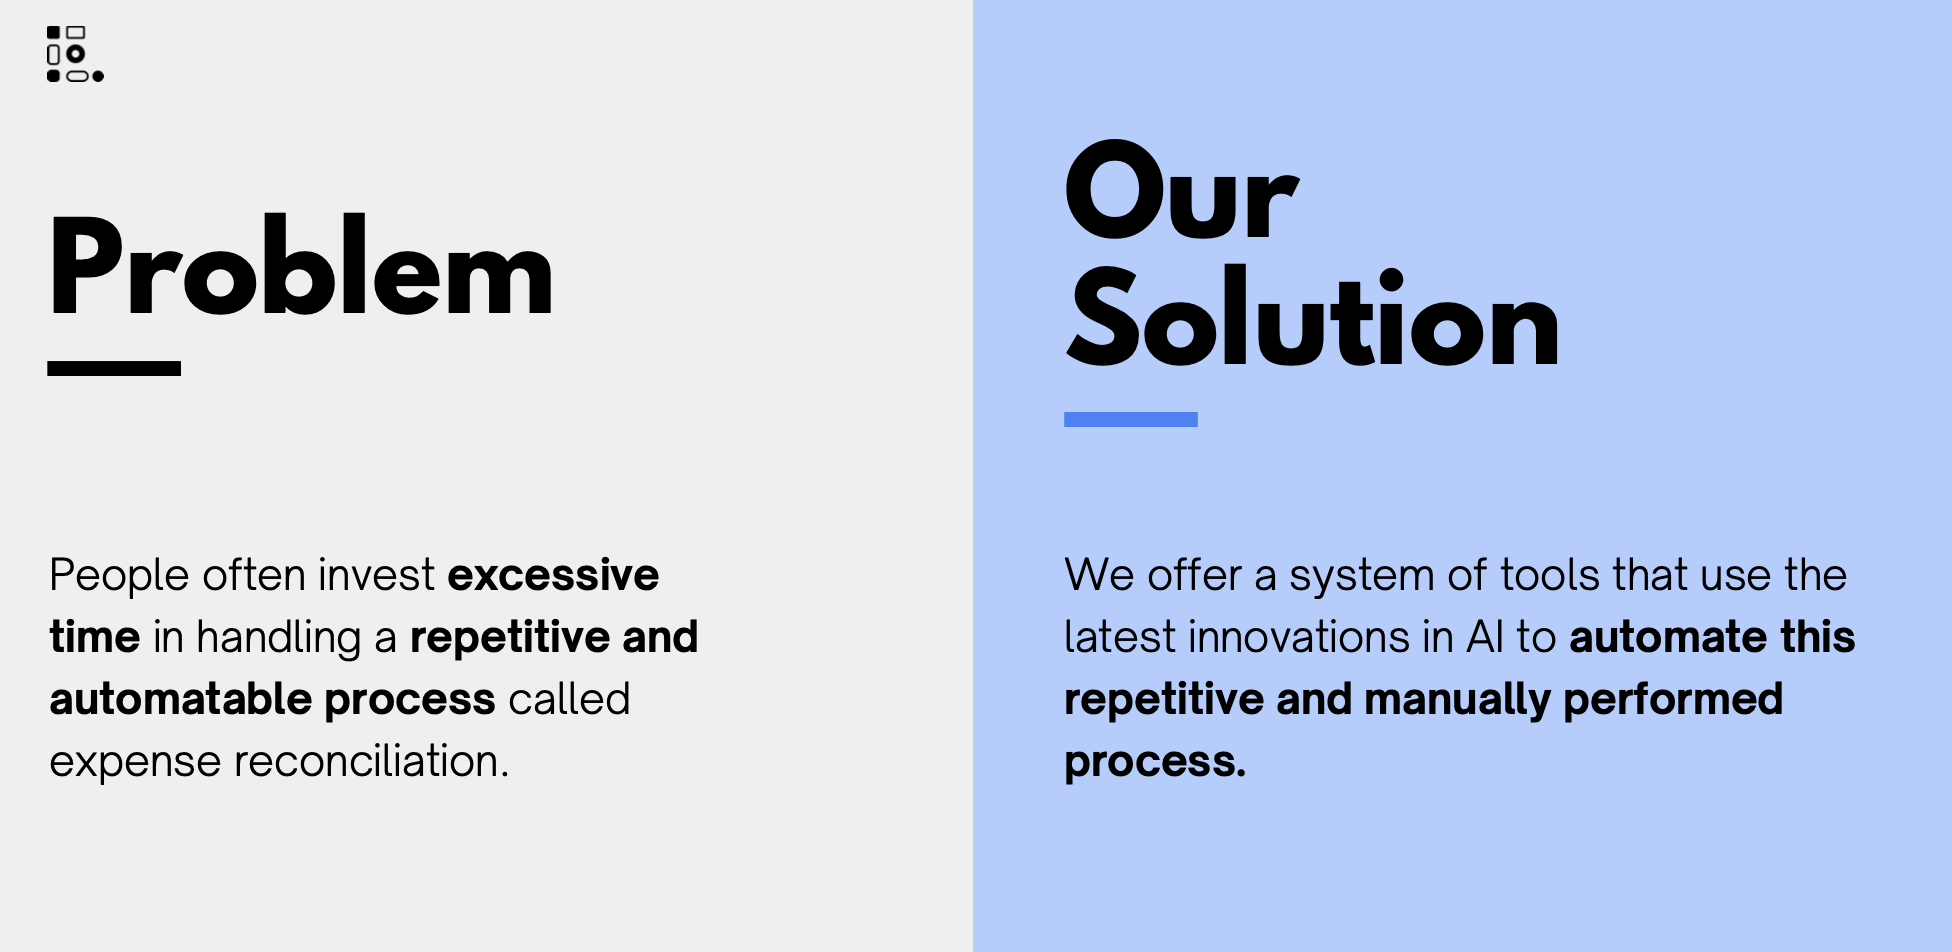 Problem
People often invest excessive
time in handling a repetitive and
automatable process called
expense reconciliation.
Our
Solution
We offer a system of tools that use the
latest innovations in AI to automate this
repetitive and manually performed
process.